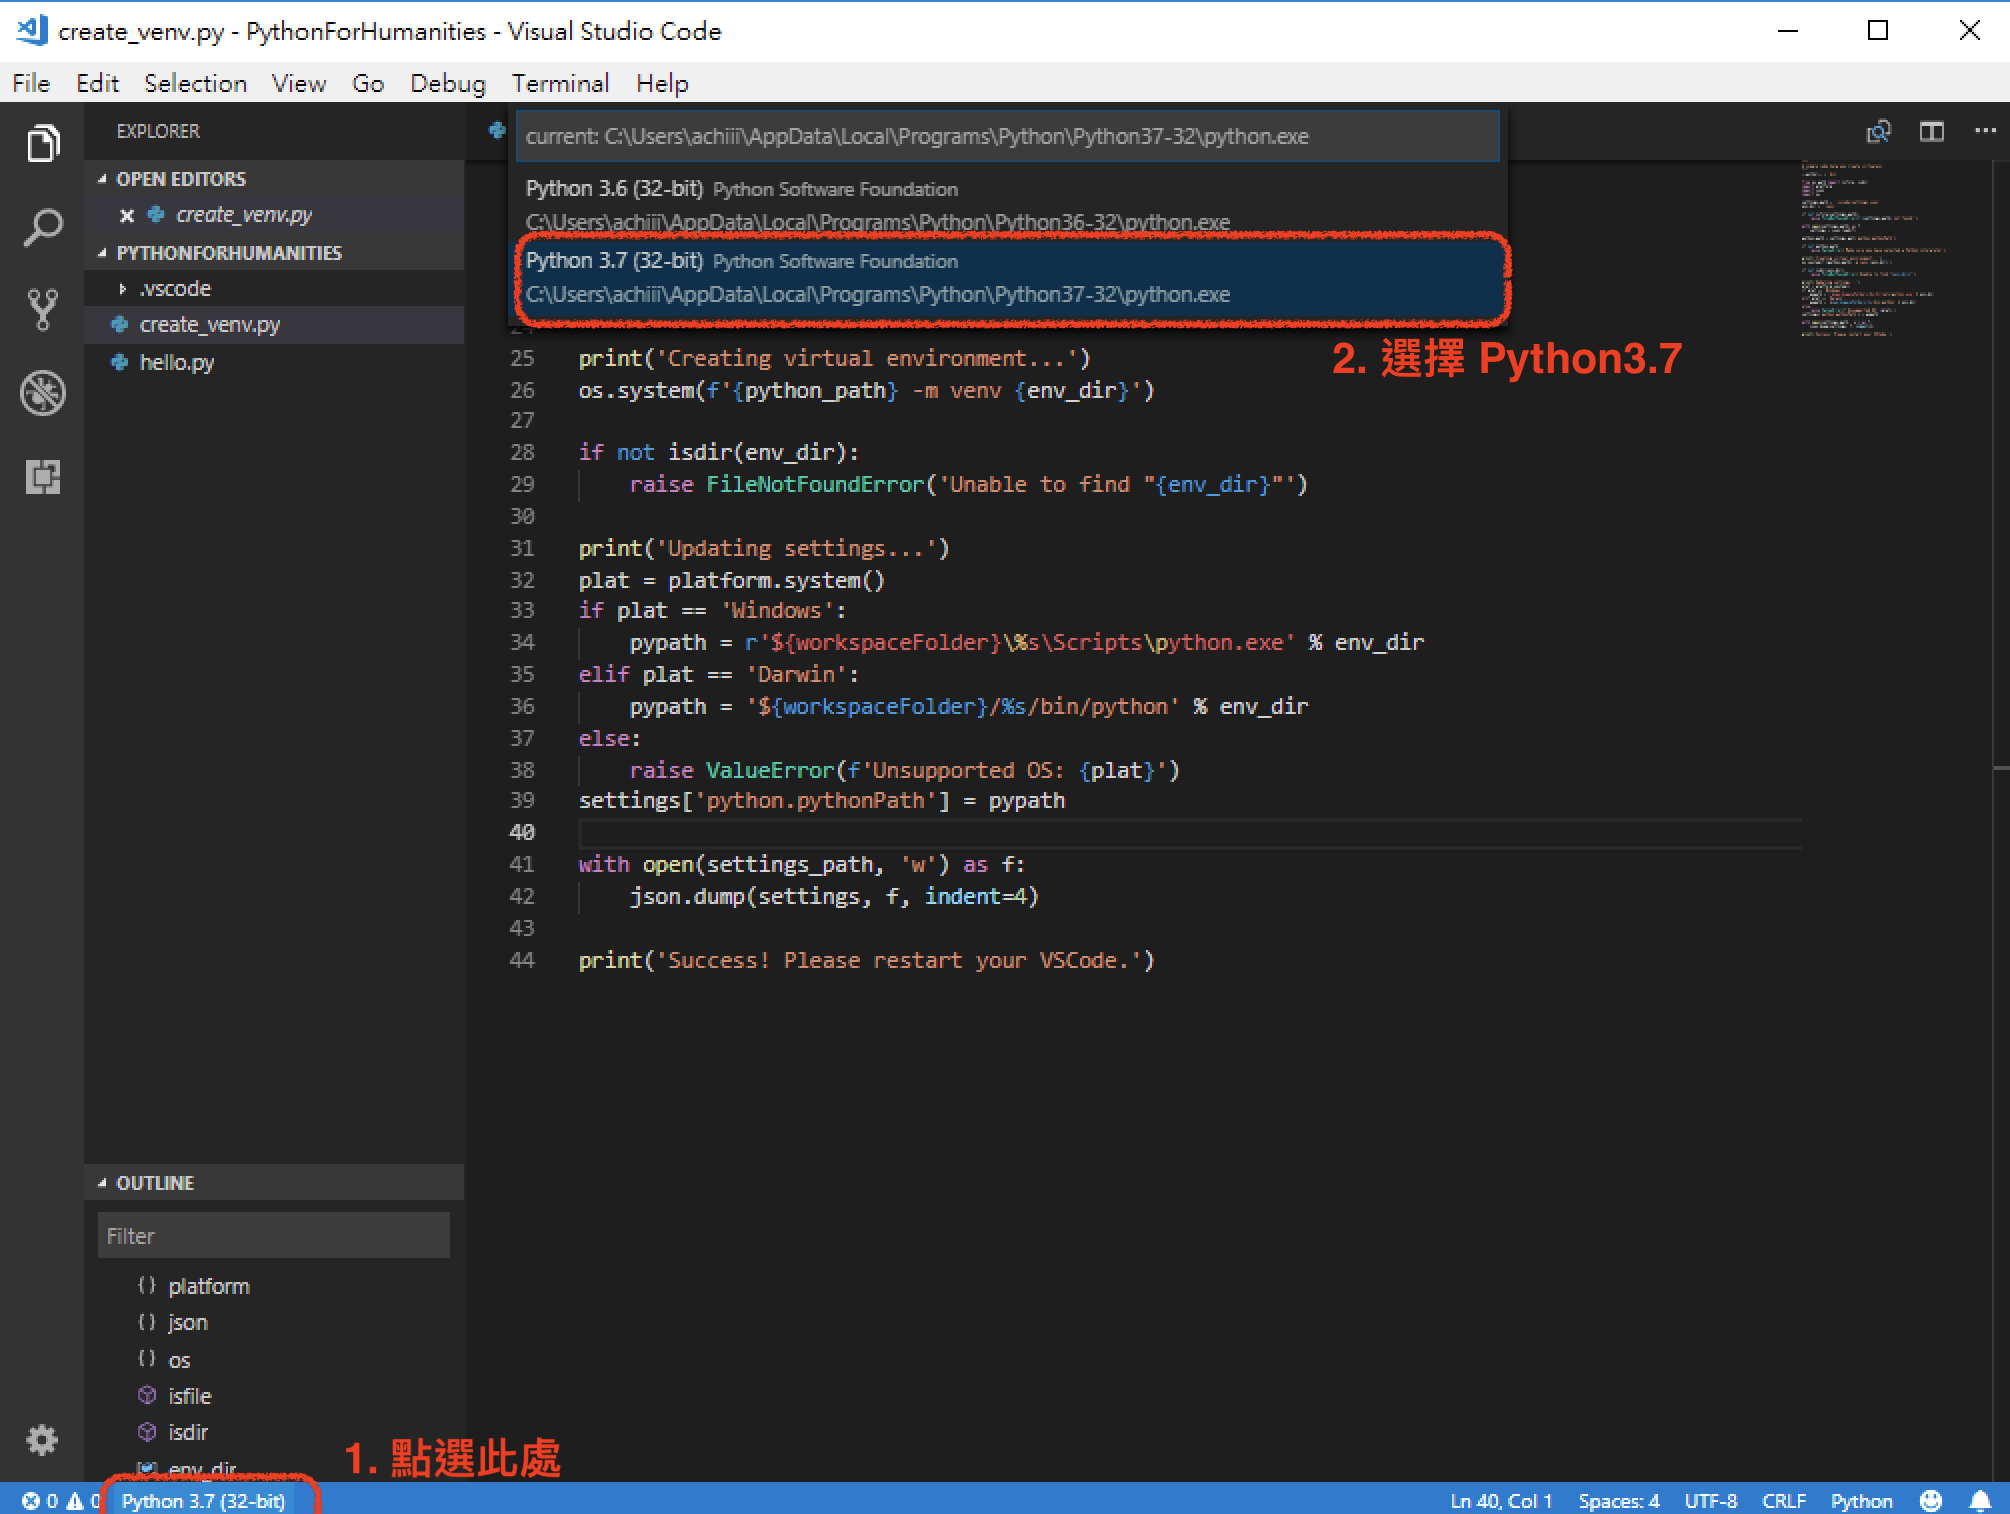 create_venv.py - PythonForHumanities - Visual Studio Code
File Edit Selection View Go Debug Terminal Help
EXPLORER
OPEN EDITORS
create_venv.py
PYTHONFORHUMANITIES
.vscode
create_venv.py
hello.py
current: C:\Users\achiii\AppData\Local\Programs\Python\Python37-32\python.exe
Python 3.6 (32-bit) Python Software Foundation
C:\Users\achiii\AppData\Local\Programs\Python\Python36-32\python.exe
Python 3.7 (32-bit) Python Software Foundation
C:\Users\achiii\AppData\Local\Programs\Python\Python37-32\python.exe
2. 選擇 Python3.7
25 print('Creating virtual environment...')
26 os.system(f'{python_path} -m venv {env_dir}')
27
28 if not isdir(env_dir):
29 raise FileNotFoundError('Unable to find "{env_dir}"')
30
31 print('Updating settings...')
32 plat = platform.system()
33 if plat == 'Windows':
34 pypath = r'${workspaceFolder}\%s\Scripts\python.exe' % env_dir
35 elif plat == 'Darwin':
36 pypath = '${workspaceFolder}/%s/bin/python' % env_dir
37 else:
38 raise ValueError(f'Unsupported OS: {plat}')
39 settings['python.pythonPath'] = pypath
40
41 with open(settings_path, 'w') as f:
42 json.dump(settings, f, indent=4)
43
44 print('Success! Please restart your VSCode.')
OUTLINE
Filter
{} platform
{} json
{} os
isfile
isdir
env_dir
1. 點選此處
0 0 Python 3.7 (32-bit)
Ln 40, Col 1 Spaces: 4 UTF-8 CRLF Python